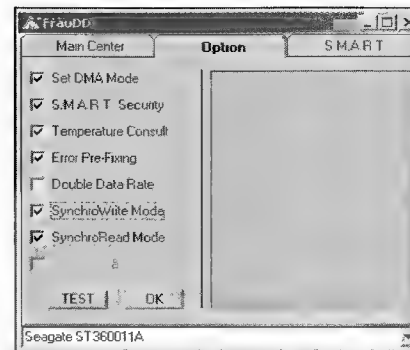 FrauDD
Main Center Option S.M.A.R.T
Set DMA Mode
S.M.A.R.T Security
Temperature Consult
Error Pre-Fixing
Double Data Rate
SynchroWrite Mode
SynchroRead Mode
TEST OK
Seagate ST360011A